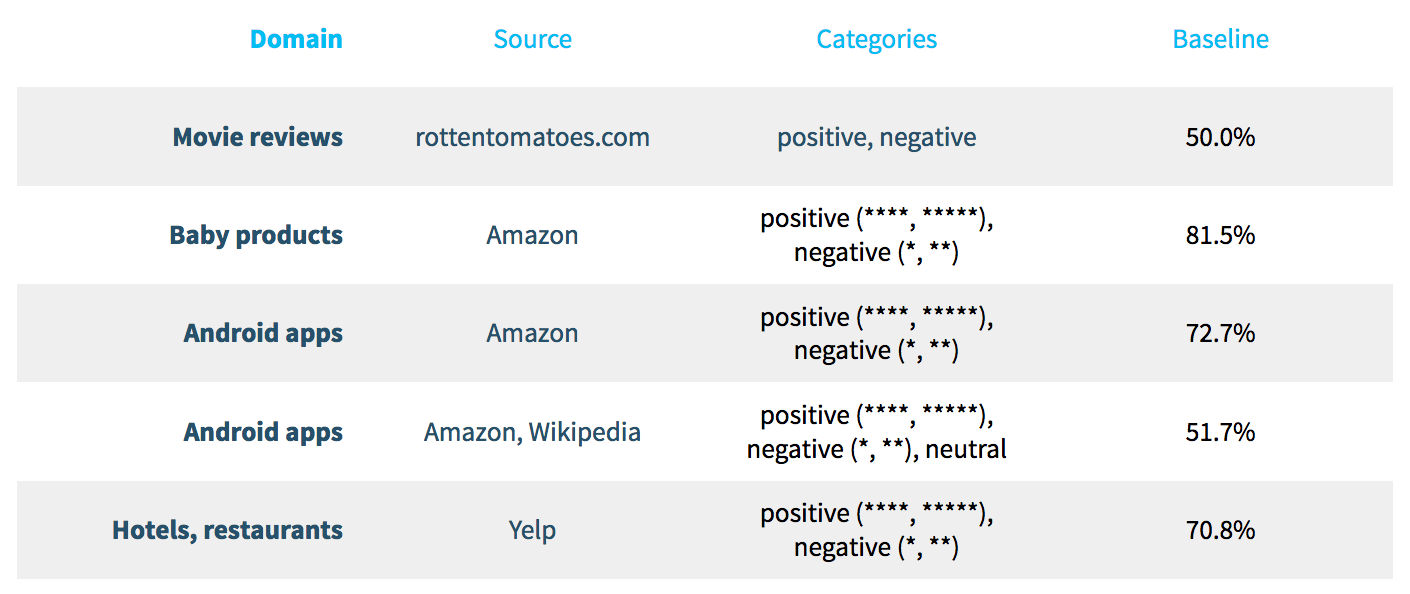 Domain Source Categories Baseline
Movie reviews rottentomatoes.com positive, negative 50.0%
Baby products Amazon positive (****, *****), negative (*, **) 81.5%
Android apps Amazon positive (****, *****), negative (*, **) 72.7%
Android apps Amazon, Wikipedia positive (****, *****), negative (*, **), neutral 51.7%
Hotels, restaurants Yelp positive (****, *****), negative (*, **) 70.8%